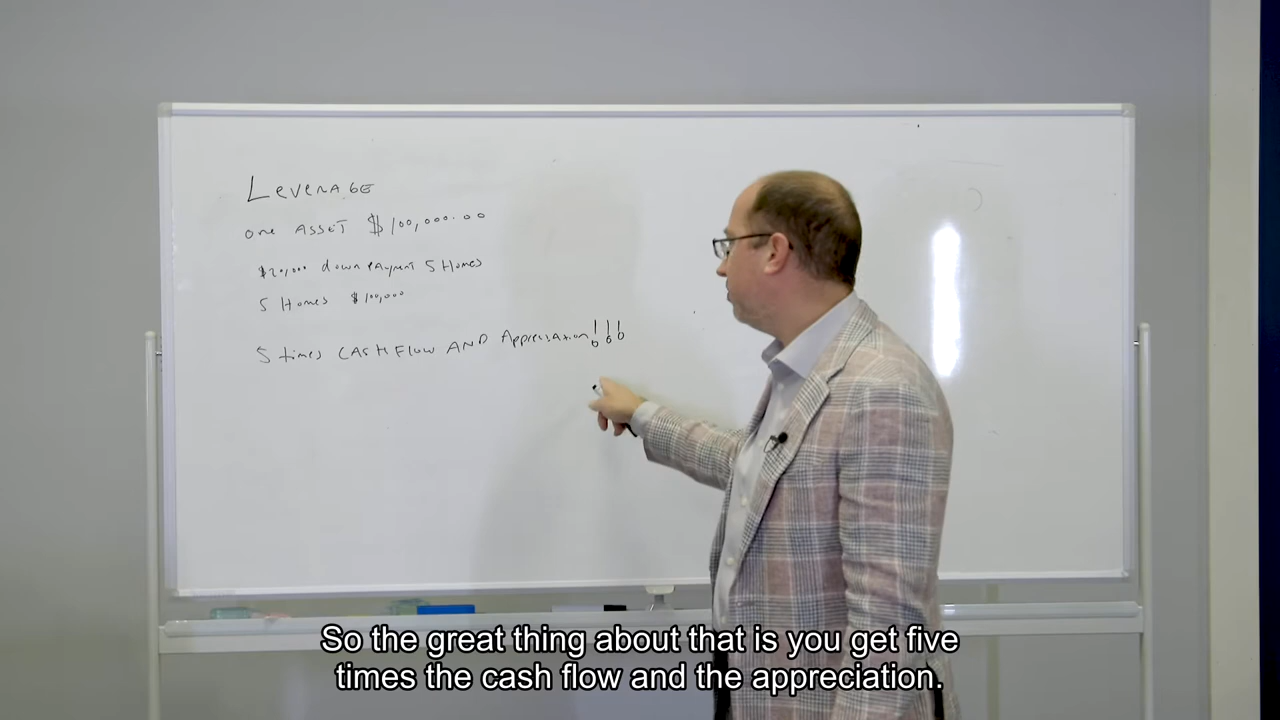 Leverage
one ASSET $100,000.00
$20,000 down payment 5 Homes
5 Homes $100,000
5 times CASH Flow AND Appreciation!!!
So the great thing about that is you get five
times the cash flow and the appreciation.